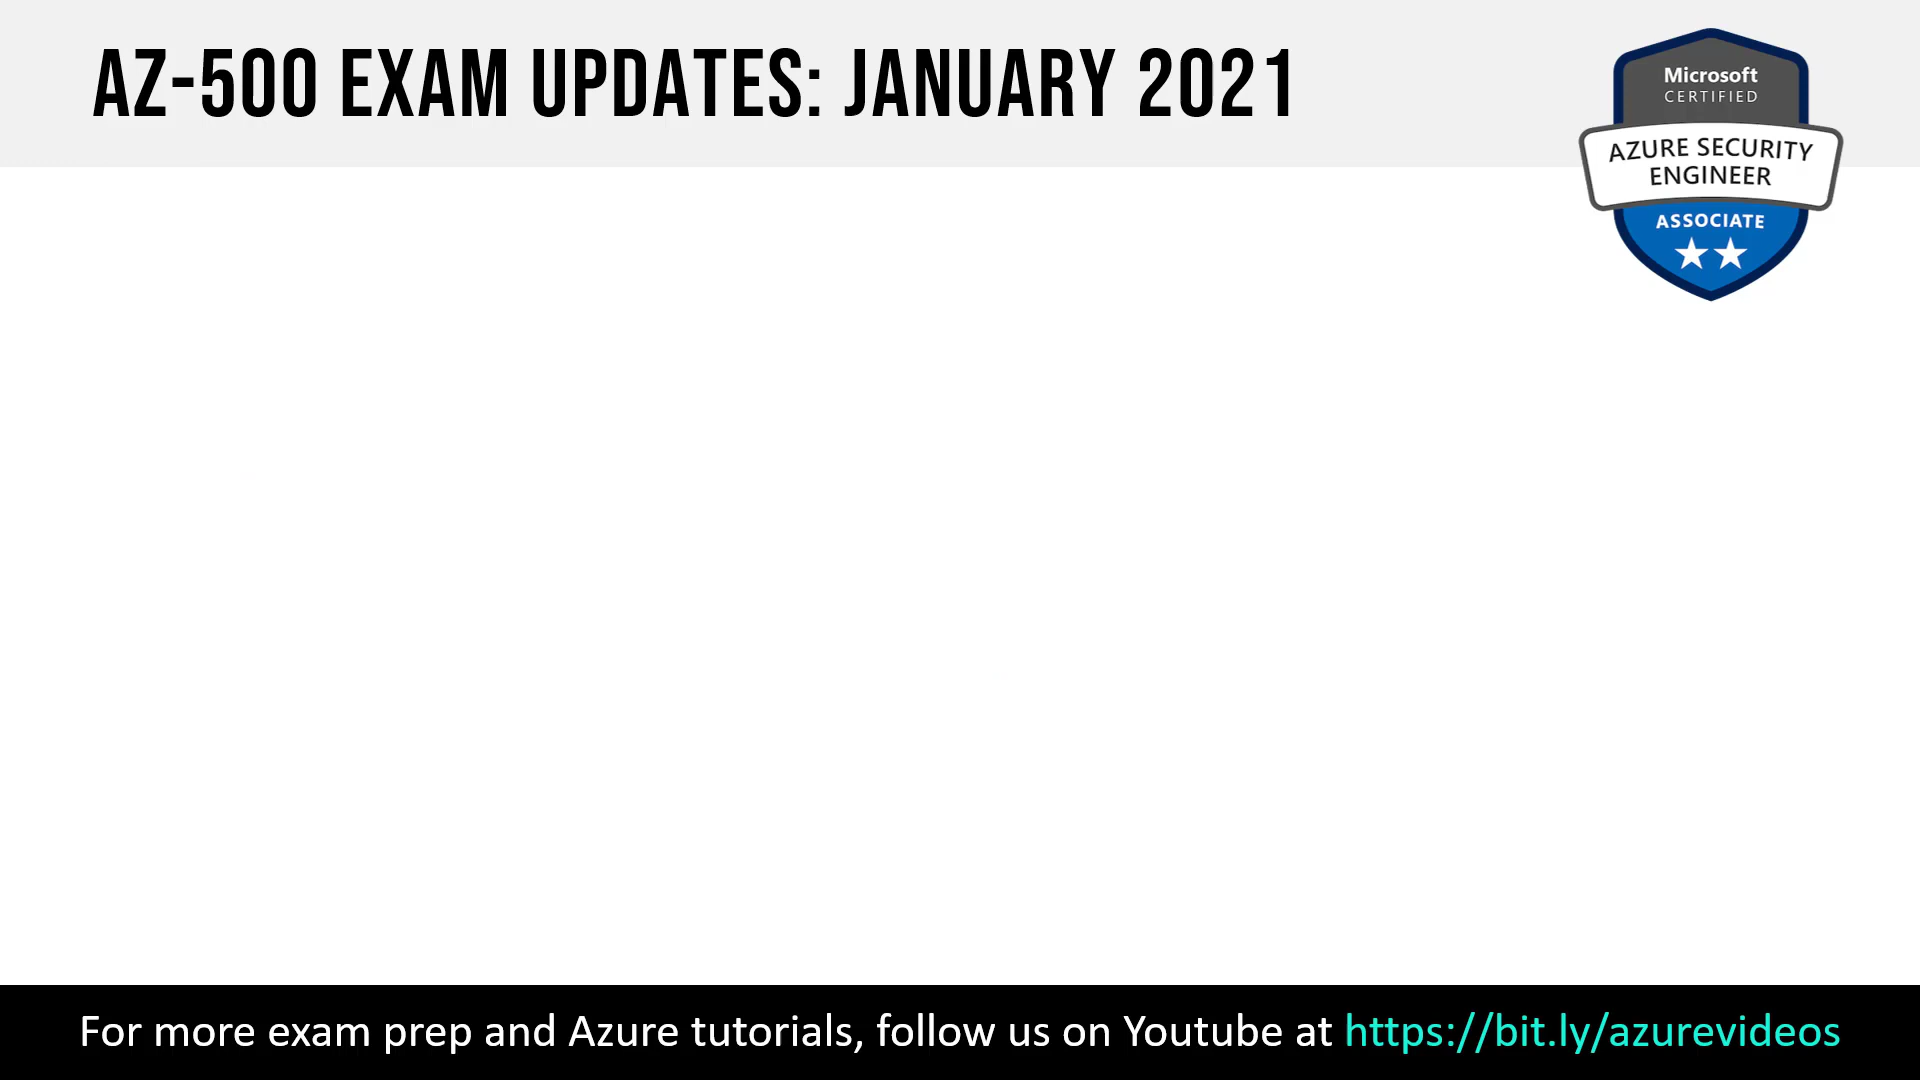 AZ-500 EXAM UPDATES: JANUARY 2021
Microsoft
CERTIFIED
AZURE SECURITY
ENGINEER
ASSOCIATE
For more exam prep and Azure tutorials, follow us on Youtube at https://bit.ly/azurevideos